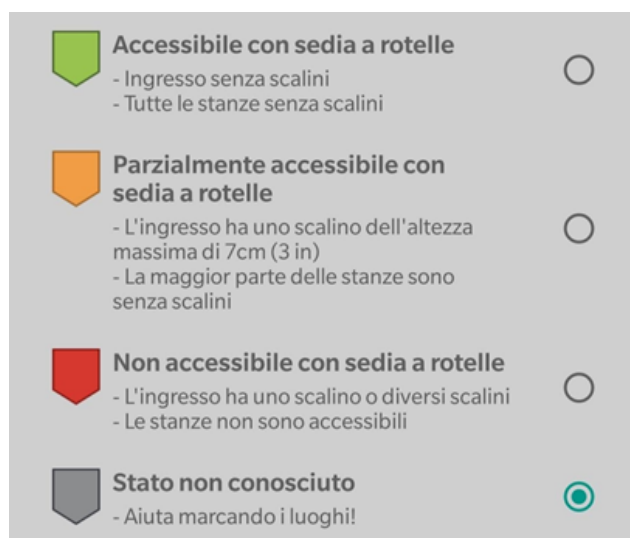 Accessibile con sedia a rotelle
- Ingresso senza scalini
- Tutte le stanze senza scalini
Parzialmente accessibile con
sedia a rotelle
- L'ingresso ha uno scalino dell'altezza
massima di 7cm (3 in)
- La maggior parte delle stanze sono
senza scalini
Non accessibile con sedia a rotelle
- L'ingresso ha uno scalino o diversi scalini
- Le stanze non sono accessibili
Stato non conosciuto
- Aiuta marcando i luoghi!